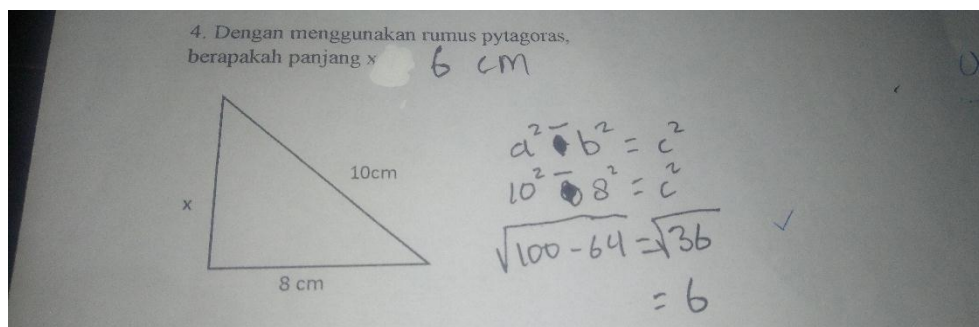 4. Dengan menggunakan rumus pytagoras,
berapakah panjang x 6 cm
10cm
x
8 cm
a² - b² = c²
10² - 8² = c²
√100-64 = √36
= 6